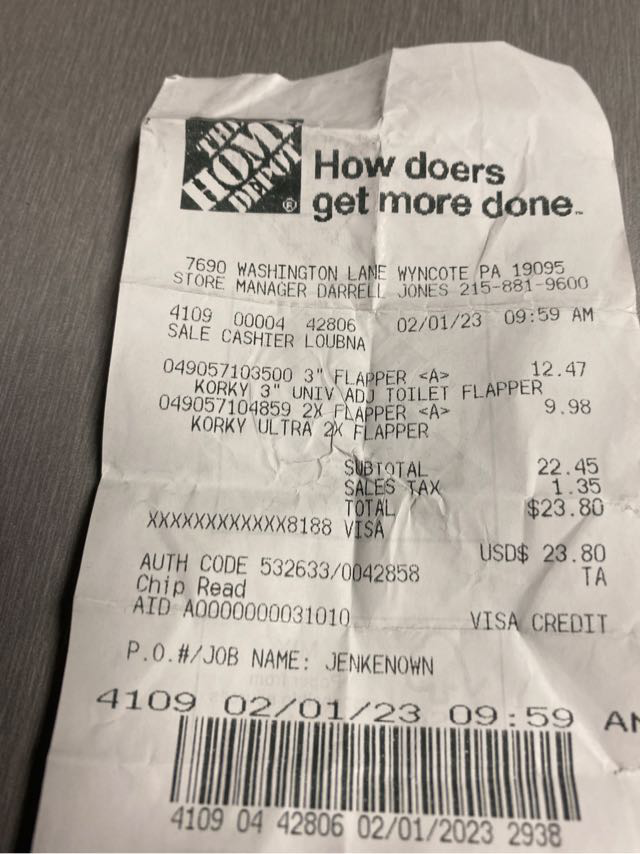 THE
HOME
DEPOT
®
How doers
get more done.™
7690 WASHINGTON LANE WYNCOTE PA 19095
STORE MANAGER DARRELL JONES 215-881-9600
4109 00004 42806 02/01/23 09:59 AM
SALE CASHIER LOUBNA
049057103500 3" FLAPPER <A> 12.47
KORKY 3" UNIV ADJ TOILET FLAPPER
049057104859 2X FLAPPER <A> 9.98
KORKY ULTRA 2X FLAPPER
SUBTOTAL 22.45
SALES TAX 1.35
TOTAL $23.80
XXXXXXXXXXXX8188 VISA
USD$ 23.80
AUTH CODE 532633/0042858 TA
Chip Read
AID A0000000031010 VISA CREDIT
P.O.#/JOB NAME: JENKENOWN
4109 02/01/23 09:59 AM
4109 04 42806 02/01/2023 2938